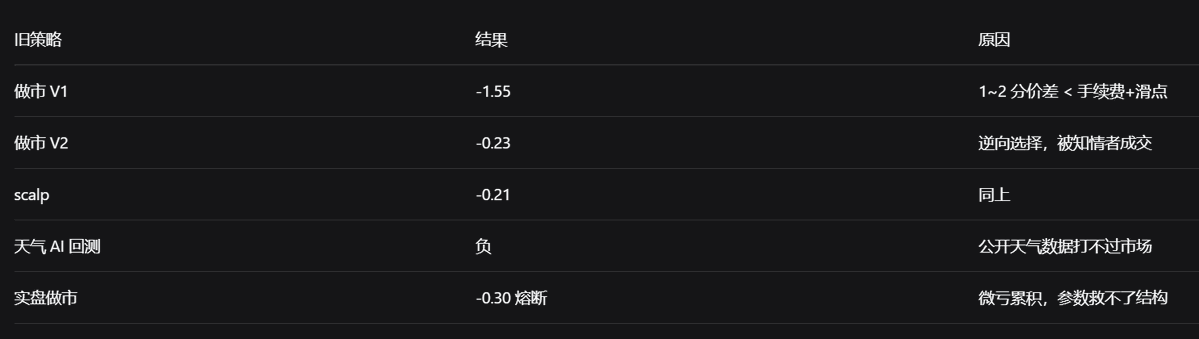 旧策略 结果 原因
做市 V1 -1.55 1~2 分价差 < 手续费+滑点
做市 V2 -0.23 逆向选择，被知情者成交
scalp -0.21 同上
天气 AI 回测 负 公开天气数据打不过市场
实盘做市 -0.30 熔断 微亏累积，参数救不了结构